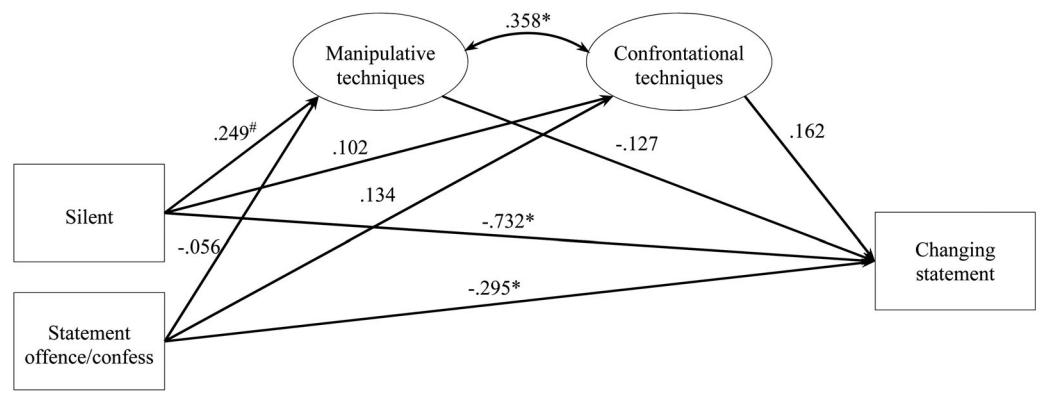 .358*
Manipulative
techniques
Confrontational
techniques
.249#
.102
-.127
.162
Silent
.134
-.732*
-.056
Changing
statement
-.295*
Statement
offence/confess